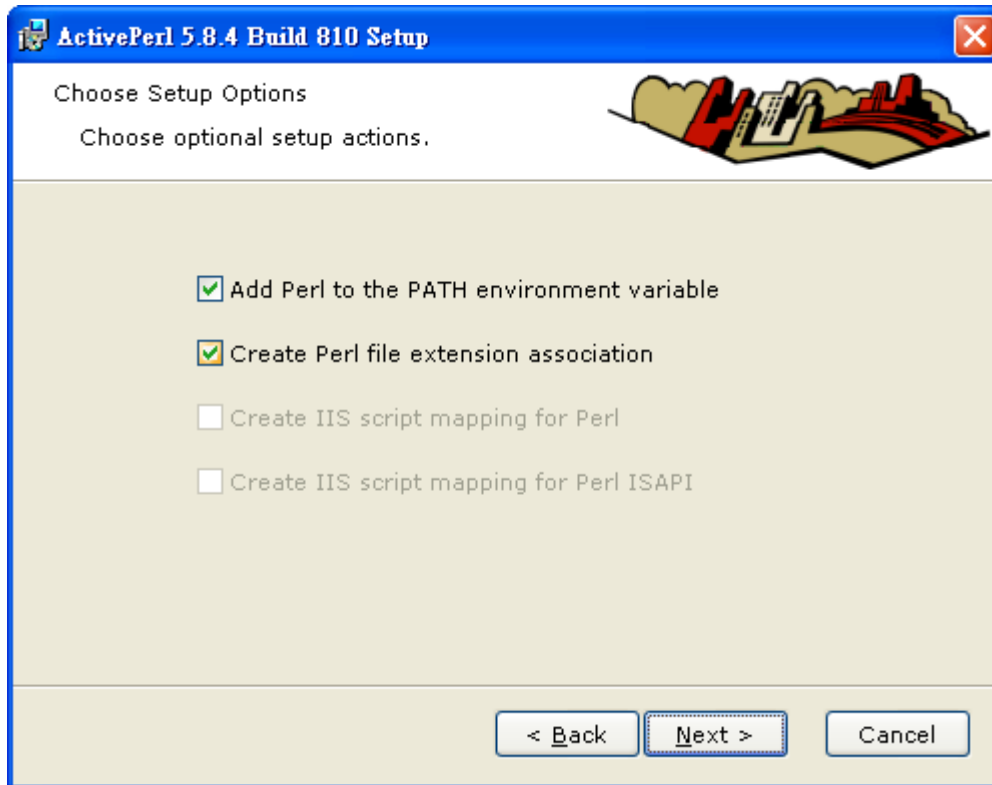 ActivePerl 5.8.4 Build 810 Setup
Choose Setup Options
Choose optional setup actions.
Add Perl to the PATH environment variable
Create Perl file extension association
Create IIS script mapping for Perl
Create IIS script mapping for Perl ISAPI
< Back Next > Cancel